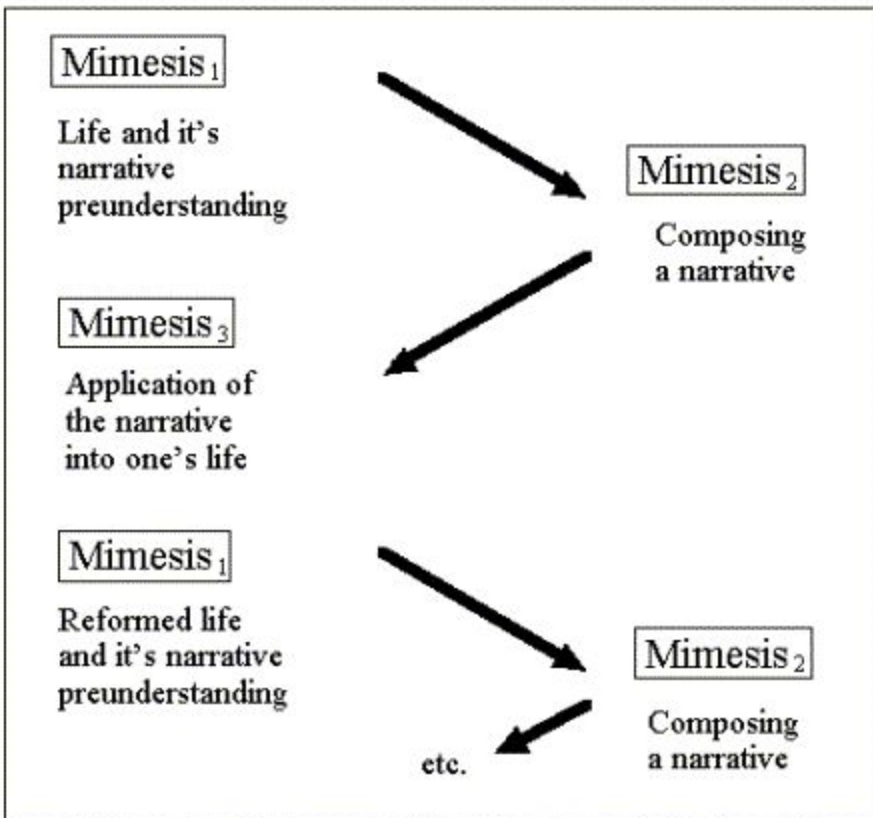 Mimesis₁
Life and it's
narrative
preunderstanding
Mimesis₂
Composing
a narrative
Mimesis₃
Application of
the narrative
into one's life
Mimesis₁
Reformed life
and it's narrative
preunderstanding
Mimesis₂
Composing
a narrative
etc.